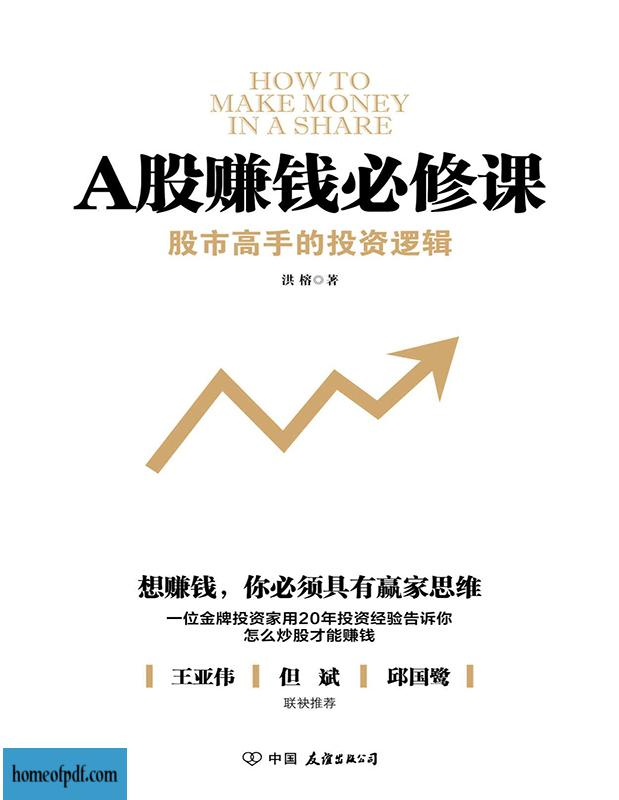 HOW TO
MAKE MONEY
IN A SHARE
A股赚钱必修课
股市高手的投资逻辑
洪 榕◎著
想赚钱，你必须具有赢家思维
一位金牌投资家用20年投资经验告诉你
怎么炒股才能赚钱
王亚伟 但 斌 邱国鹭
联袂推荐
中国 友谊出版公司
homeofpdf.com